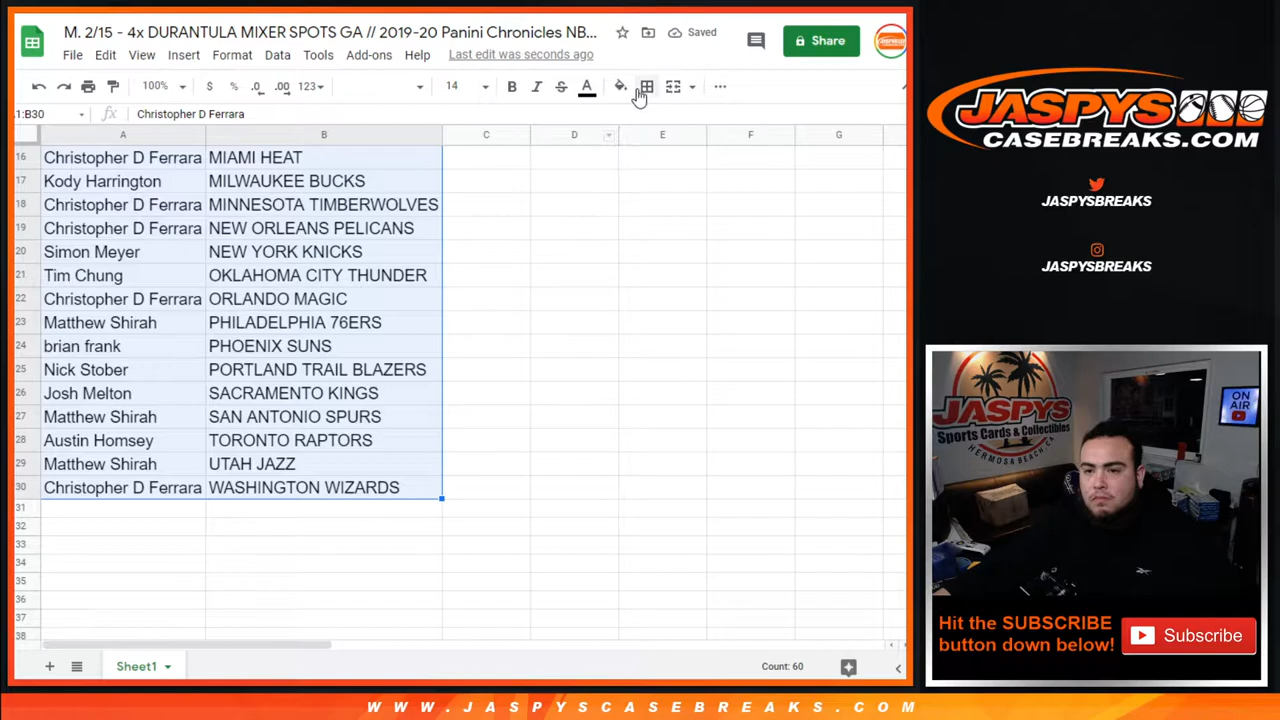 M. 2/15 - 4x DURANTULA MIXER SPOTS GA // 2019-20 Panini Chronicles NB...
Saved
Share
File Edit View Insert Format Data Tools Add-ons Help Last edit was seconds ago
100% $ % .0 .00 123 14 B I S A
1:B30 fx Christopher D Ferrara
A B C D E F G
16 Christopher D Ferrara MIAMI HEAT
17 Kody Harrington MILWAUKEE BUCKS
18 Christopher D Ferrara MINNESOTA TIMBERWOLVES
19 Christopher D Ferrara NEW ORLEANS PELICANS
20 Simon Meyer NEW YORK KNICKS
21 Tim Chung OKLAHOMA CITY THUNDER
22 Christopher D Ferrara ORLANDO MAGIC
23 Matthew Shirah PHILADELPHIA 76ERS
24 brian frank PHOENIX SUNS
25 Nick Stober PORTLAND TRAIL BLAZERS
26 Josh Melton SACRAMENTO KINGS
27 Matthew Shirah SAN ANTONIO SPURS
28 Austin Homsey TORONTO RAPTORS
29 Matthew Shirah UTAH JAZZ
30 Christopher D Ferrara WASHINGTON WIZARDS
31
32
33
34
35
36
37
38
Sheet1
Count: 60
JASPYS
CASEBREAKS.COM
JASPYSBREAKS
JASPYSBREAKS
JASPYS
Sports Cards & Collectibles
HERMOSA BEACH CA
ON
AIR
Hit the SUBSCRIBE
button down below!
Subscribe
WWW.JASPYSCASEBREAKS.COM